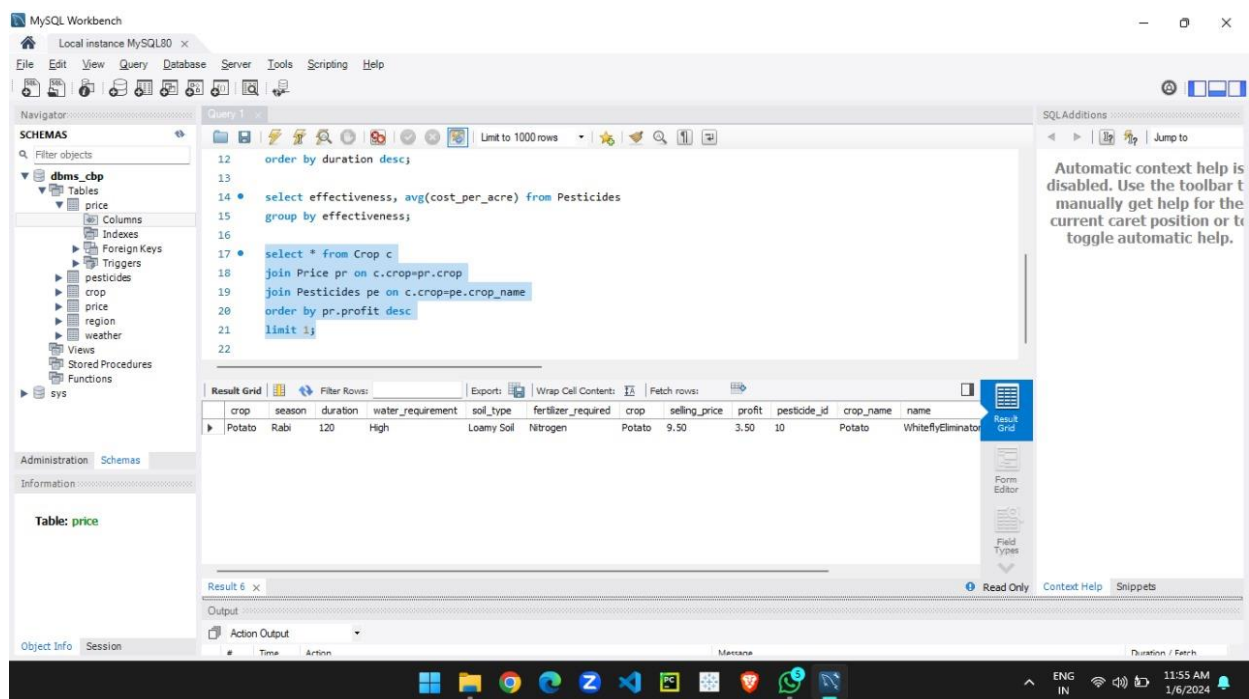 MySQL Workbench
Local instance MySQL80
File Edit View Query Database Server Tools Scripting Help
Navigator
SCHEMAS
Filter objects
dbms_cbp
Tables
price
Columns
Indexes
Foreign Keys
Triggers
pesticides
crop
price
region
weather
Views
Stored Procedures
Functions
sys
Administration Schemas
Information
Table: price
Object Info Session
Query 1
Limit to 1000 rows
12 order by duration desc;
13
14 select effectiveness, avg(cost_per_acre) from Pesticides
15 group by effectiveness;
16
17 select * from Crop c
18 join Price pr on c.crop=pr.crop
19 join Pesticides pe on c.crop=pe.crop_name
20 order by pr.profit desc
21 limit 1;
22
Result Grid Filter Rows: Export: Wrap Cell Content: Fetch rows:
crop season duration water_requirement soil_type fertilizer_required crop selling_price profit pesticide_id crop_name name
Potato Rabi 120 High Loamy Soil Nitrogen Potato 9.50 3.50 10 Potato WhiteflyEliminator
Result Grid
Form Editor
Field Types
Result 6
Read Only
Output
Action Output
# Time Action Message Duration / Fetch
SQLAdditions
Jump to
Automatic context help is
disabled. Use the toolbar t
manually get help for the
current caret position or to
toggle automatic help.
Context Help Snippets
ENG
IN
11:55 AM
1/6/2024